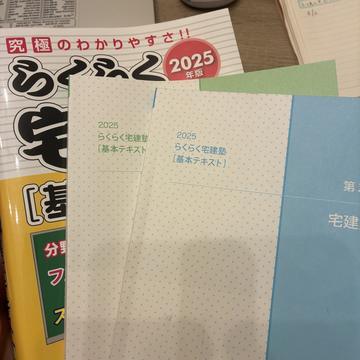 究極のわかりやすさ!!
らくらく
2025
年版
宅
[基
分野
フ
2025
らくらく宅建塾
[基本テキスト]
2025
らくらく宅建塾
[基本テキスト]
第
宅建